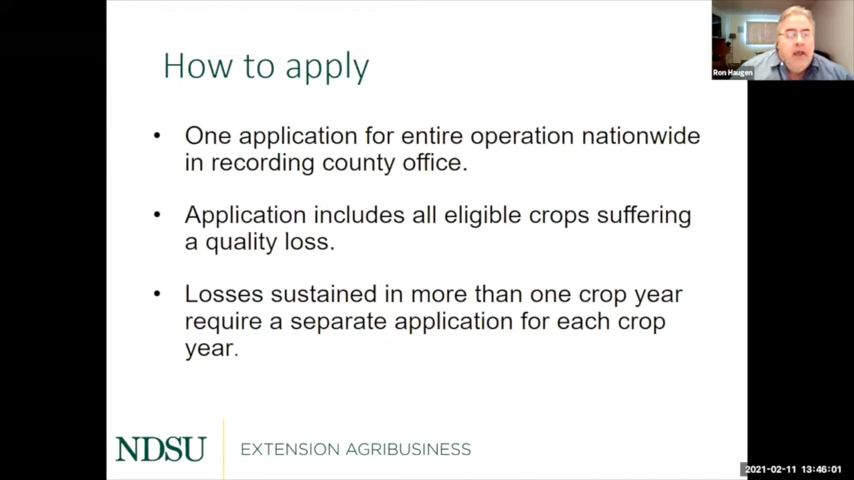 How to apply
Ron Haugen
• One application for entire operation nationwide
in recording county office.
• Application includes all eligible crops suffering
a quality loss.
• Losses sustained in more than one crop year
require a separate application for each crop
year.
NDSU EXTENSION AGRIBUSINESS
2021-02-11 13:46:01